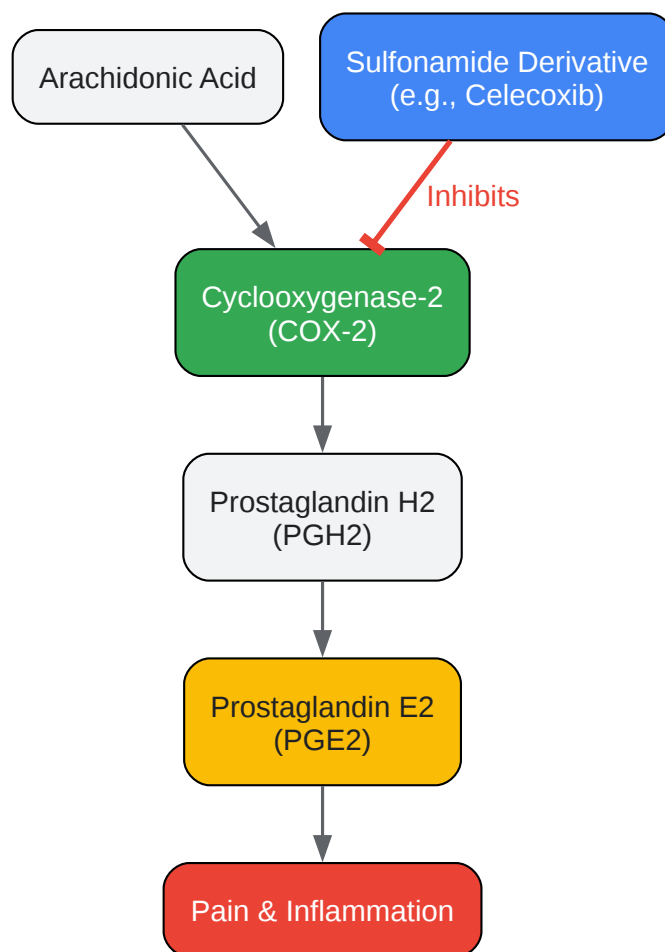 Arachidonic Acid
Sulfonamide Derivative
(e.g., Celecoxib)
Inhibits
Cyclooxygenase-2
(COX-2)
Prostaglandin H2
(PGH2)
Prostaglandin E2
(PGE2)
Pain & Inflammation